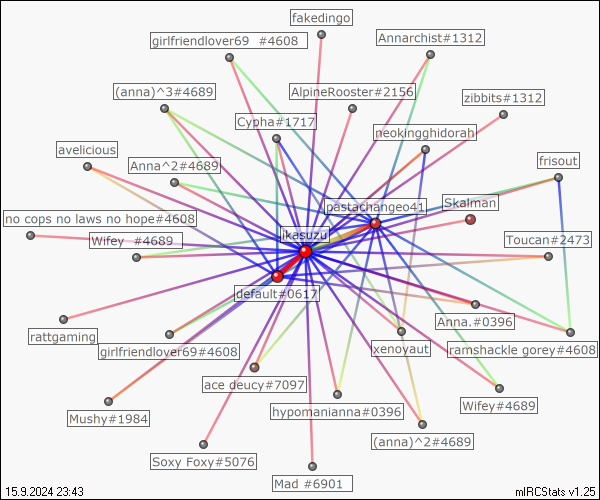 fakedingo
girlfriendlover69 #4608
Annarchist#1312
(anna)^3#4689
AlpineRooster#2156
zibbits#1312
Cypha#1717
neokingghidorah
avelicious
Anna^2#4689
frisout
pastachangeo41
Skalman
no cops no laws no hope#4608
ikasuzu
Wifey #4689
Toucan#2473
default#0617
Anna.#0396
rattgaming
girlfriendlover69#4608
xenoyaut
ramshackle gorey#4608
ace deucy#7097
hypomanianna#0396
Wifey#4689
Mushy#1984
(anna)^2#4689
Soxy Foxy#5076
Mad #6901
15.9.2024 23:43
mIRCStats v1.25